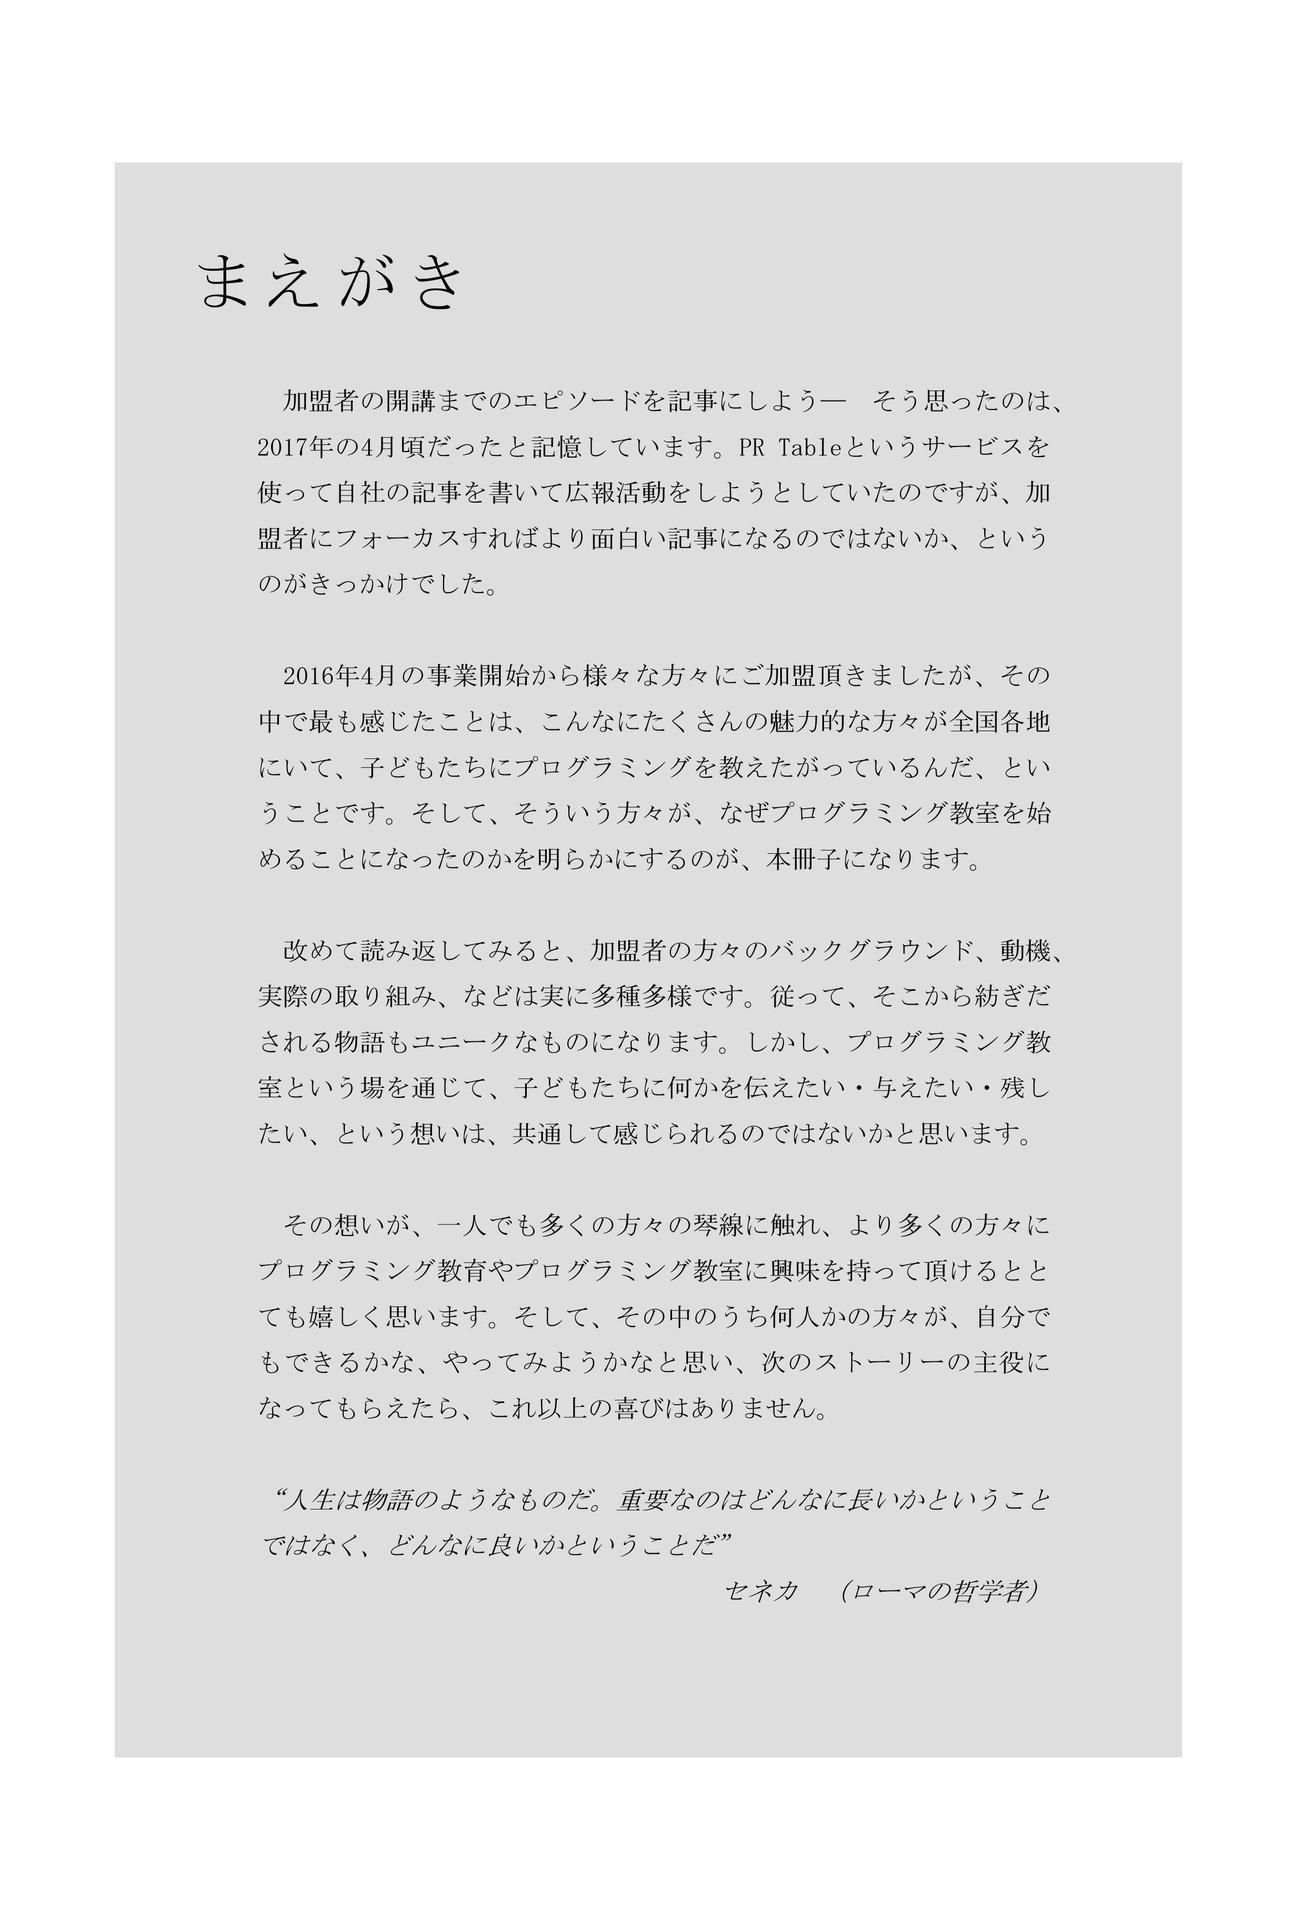 まえがき
加盟者の開講までのエピソードを記事にしよう―　そう思ったのは、
2017年の4月頃だったと記憶しています。PR Tableというサービスを
使って自社の記事を書いて広報活動をしようとしていたのですが、加
盟者にフォーカスすればより面白い記事になるのではないか、という
のがきっかけでした。
2016年4月の事業開始から様々な方々にご加盟頂きましたが、その
中で最も感じたことは、こんなにたくさんの魅力的な方々が全国各地
にいて、子どもたちにプログラミングを教えたがっているんだ、とい
うことです。そして、そういう方々が、なぜプログラミング教室を始
めることになったのかを明らかにするのが、本冊子になります。
改めて読み返してみると、加盟者の方々のバックグラウンド、動機、
実際の取り組み、などは実に多種多様です。従って、そこから紡ぎだ
される物語もユニークなものになります。しかし、プログラミング教
室という場を通じて、子どもたちに何かを伝えたい・与えたい・残し
たい、という想いは、共通して感じられるのではないかと思います。
その想いが、一人でも多くの方々の琴線に触れ、より多くの方々に
プログラミング教育やプログラミング教室に興味を持って頂けるとと
ても嬉しく思います。そして、その中のうち何人かの方々が、自分で
もできるかな、やってみようかなと思い、次のストーリーの主役に
なってもらえたら、これ以上の喜びはありません。
“人生は物語のようなものだ。重要なのはどんなに長いかということ
ではなく、どんなに良いかということだ”
セネカ　（ローマの哲学者）